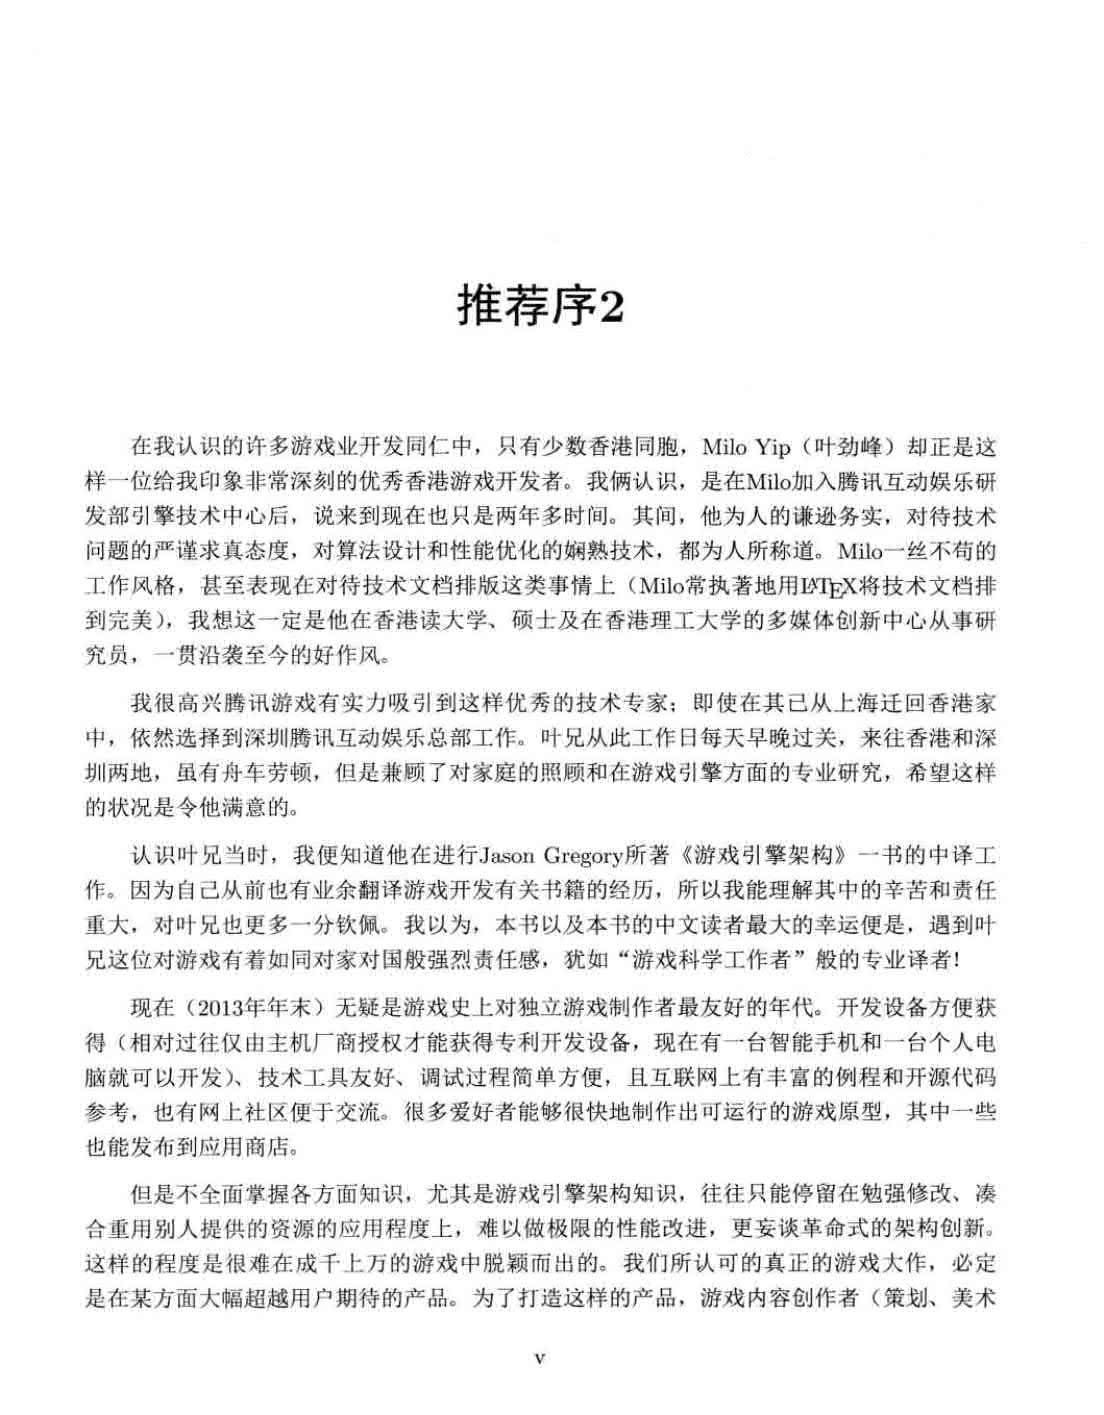 推荐序2
在我认识的许多游戏业开发同仁中，只有少数香港同胞，Milo Yip（叶劲峰）却正是这
样一位给我印象非常深刻的优秀香港游戏开发者。我俩认识，是在Milo加入腾讯互动娱乐研
发部引擎技术中心后，说来到现在也只是两年多时间。其间，他为人的谦逊务实，对待技术
问题的严谨求真态度，对算法设计和性能优化的娴熟技术，都为人所称道。Milo一丝不苟的
工作风格，甚至表现在对待技术文档排版这类事情上（Milo常执著地用LATEX将技术文档排
到完美），我想这一定是他在香港读大学、硕士及在香港理工大学的多媒体创新中心从事研
究员，一贯沿袭至今的好作风。
我很高兴腾讯游戏有实力吸引到这样优秀的技术专家；即使在其已从上海迁回香港家
中，依然选择到深圳腾讯互动娱乐总部工作。叶兄从此工作日每天早晚过关，来往香港和深
圳两地，虽有舟车劳顿，但是兼顾了对家庭的照顾和在游戏引擎方面的专业研究，希望这样
的状况是令他满意的。
认识叶兄当时，我便知道他在进行Jason Gregory所著《游戏引擎架构》一书的中译工
作。因为自己从前也有业余翻译游戏开发有关书籍的经历，所以我能理解其中的辛苦和责任
重大，对叶兄也更多一分钦佩。我以为，本书以及本书的中文读者最大的幸运便是，遇到叶
兄这位对游戏有着如同对家对国般强烈责任感，犹如“游戏科学工作者”般的专业译者！
现在（2013年年末）无疑是游戏史上对独立游戏制作者最友好的年代。开发设备方便获
得（相对过往仅由主机厂商授权才能获得专利开发设备，现在有一台智能手机和一台个人电
脑就可以开发）、技术工具友好、调试过程简单方便，且互联网上有丰富的例程和开源代码
参考，也有网上社区便于交流。很多爱好者能够很快地制作出可运行的游戏原型，其中一些
也能发布到应用商店。
但是不全面掌握各方面知识，尤其是游戏引擎架构知识，往往只能停留在勉强修改、凑
合重用别人提供的资源的应用程度上，难以做极限的性能改进，更妄谈革命式的架构创新。
这样的程度是很难在成千上万的游戏中脱颖而出的。我们所认可的真正的游戏大作，必定
是在某方面大幅超越用户期待的产品。为了打造这样的产品，游戏内容创作者（策划、美术
v